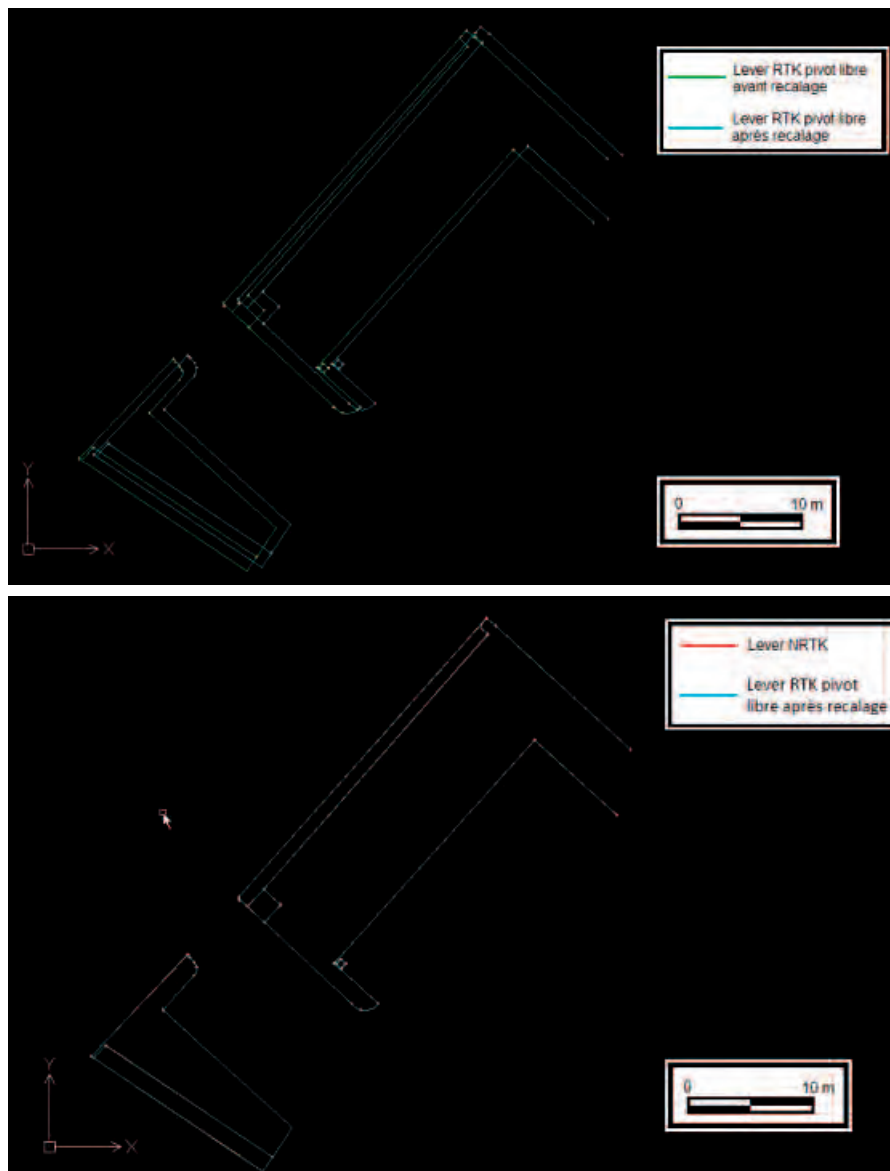 Lever RTK pivot libre
avant recalage
Lever RTK pivot libre
après recalage
Y
X
0 10 m
Lever NRTK
Lever RTK pivot
libre après recalage
Y
X
0 10 m